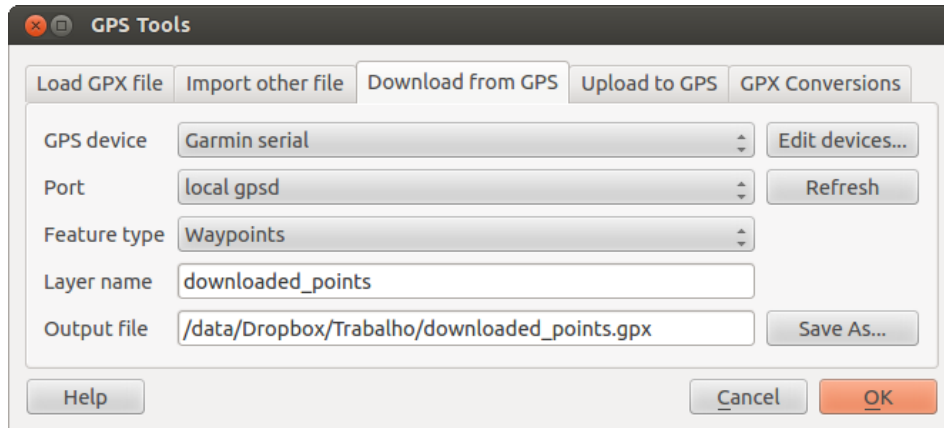 GPS Tools
Load GPX file Import other file Download from GPS Upload to GPS GPX Conversions
GPS device Garmin serial Edit devices...
Port local gpsd Refresh
Feature type Waypoints
Layer name downloaded_points
Output file /data/Dropbox/Trabalho/downloaded_points.gpx Save As...
Help Cancel OK